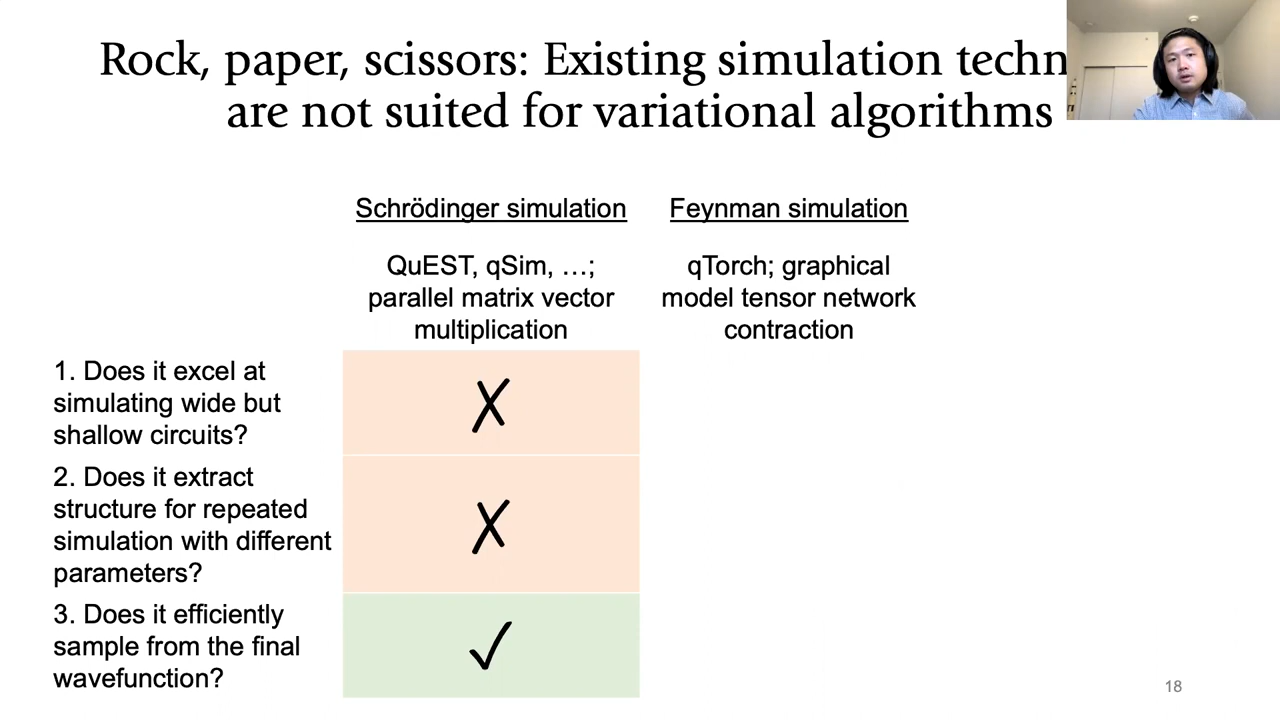 Rock, paper, scissors: Existing simulation techn
are not suited for variational algorithms
Schrödinger simulation
Feynman simulation
QuEST, qSim, …;
parallel matrix vector
multiplication
qTorch; graphical
model tensor network
contraction
1. Does it excel at
simulating wide but
shallow circuits?
2. Does it extract
structure for repeated
simulation with different
parameters?
3. Does it efficiently
sample from the final
wavefunction?
18